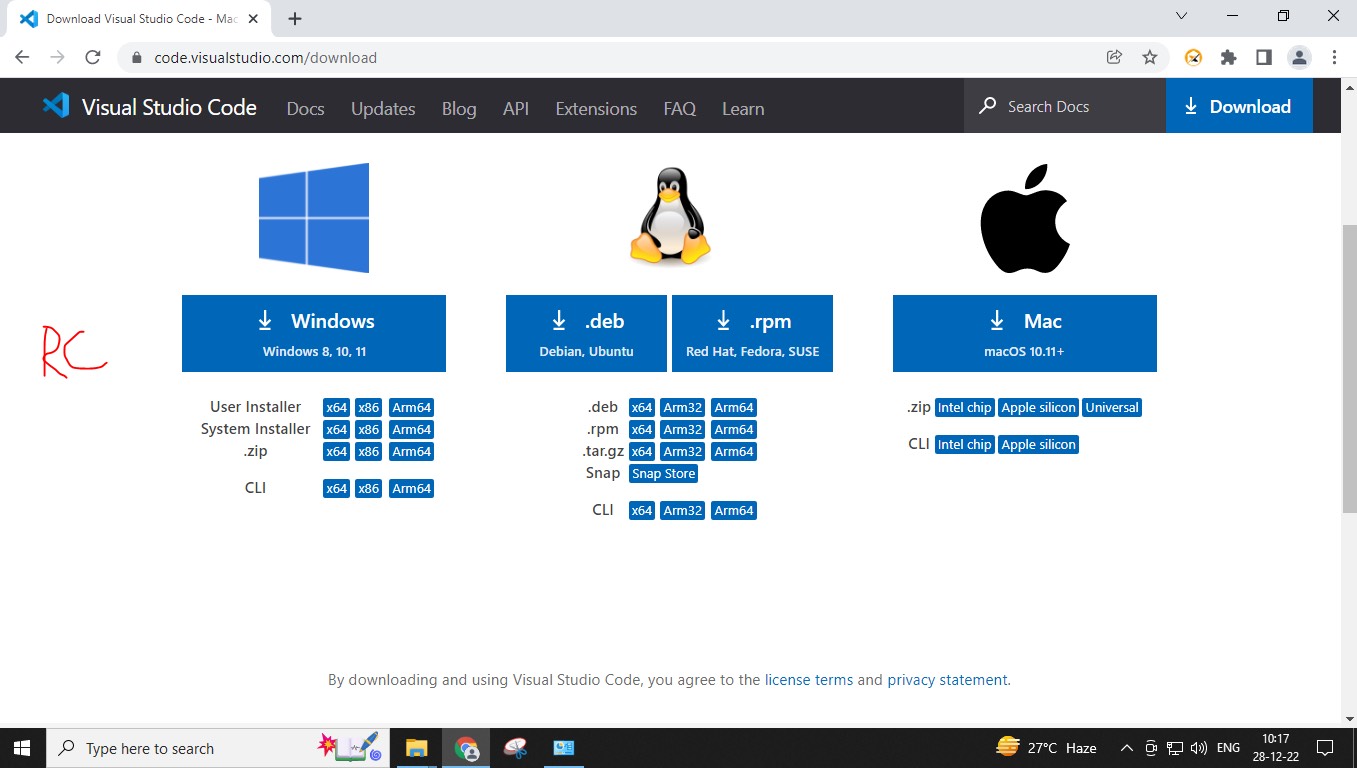 Download Visual Studio Code - Mac
code.visualstudio.com/download
Visual Studio Code Docs Updates Blog API Extensions FAQ Learn Search Docs Download
Windows
Windows 8, 10, 11
.deb
Debian, Ubuntu
.rpm
Red Hat, Fedora, SUSE
Mac
macOS 10.11+
RC
User Installer x64 x86 Arm64
System Installer x64 x86 Arm64
.zip x64 x86 Arm64
CLI x64 x86 Arm64
.deb x64 Arm32 Arm64
.rpm x64 Arm32 Arm64
.tar.gz x64 Arm32 Arm64
Snap Snap Store
CLI x64 Arm32 Arm64
.zip Intel chip Apple silicon Universal
CLI Intel chip Apple silicon
By downloading and using Visual Studio Code, you agree to the license terms and privacy statement.
Type here to search
27°C Haze
ENG
10:17
28-12-22